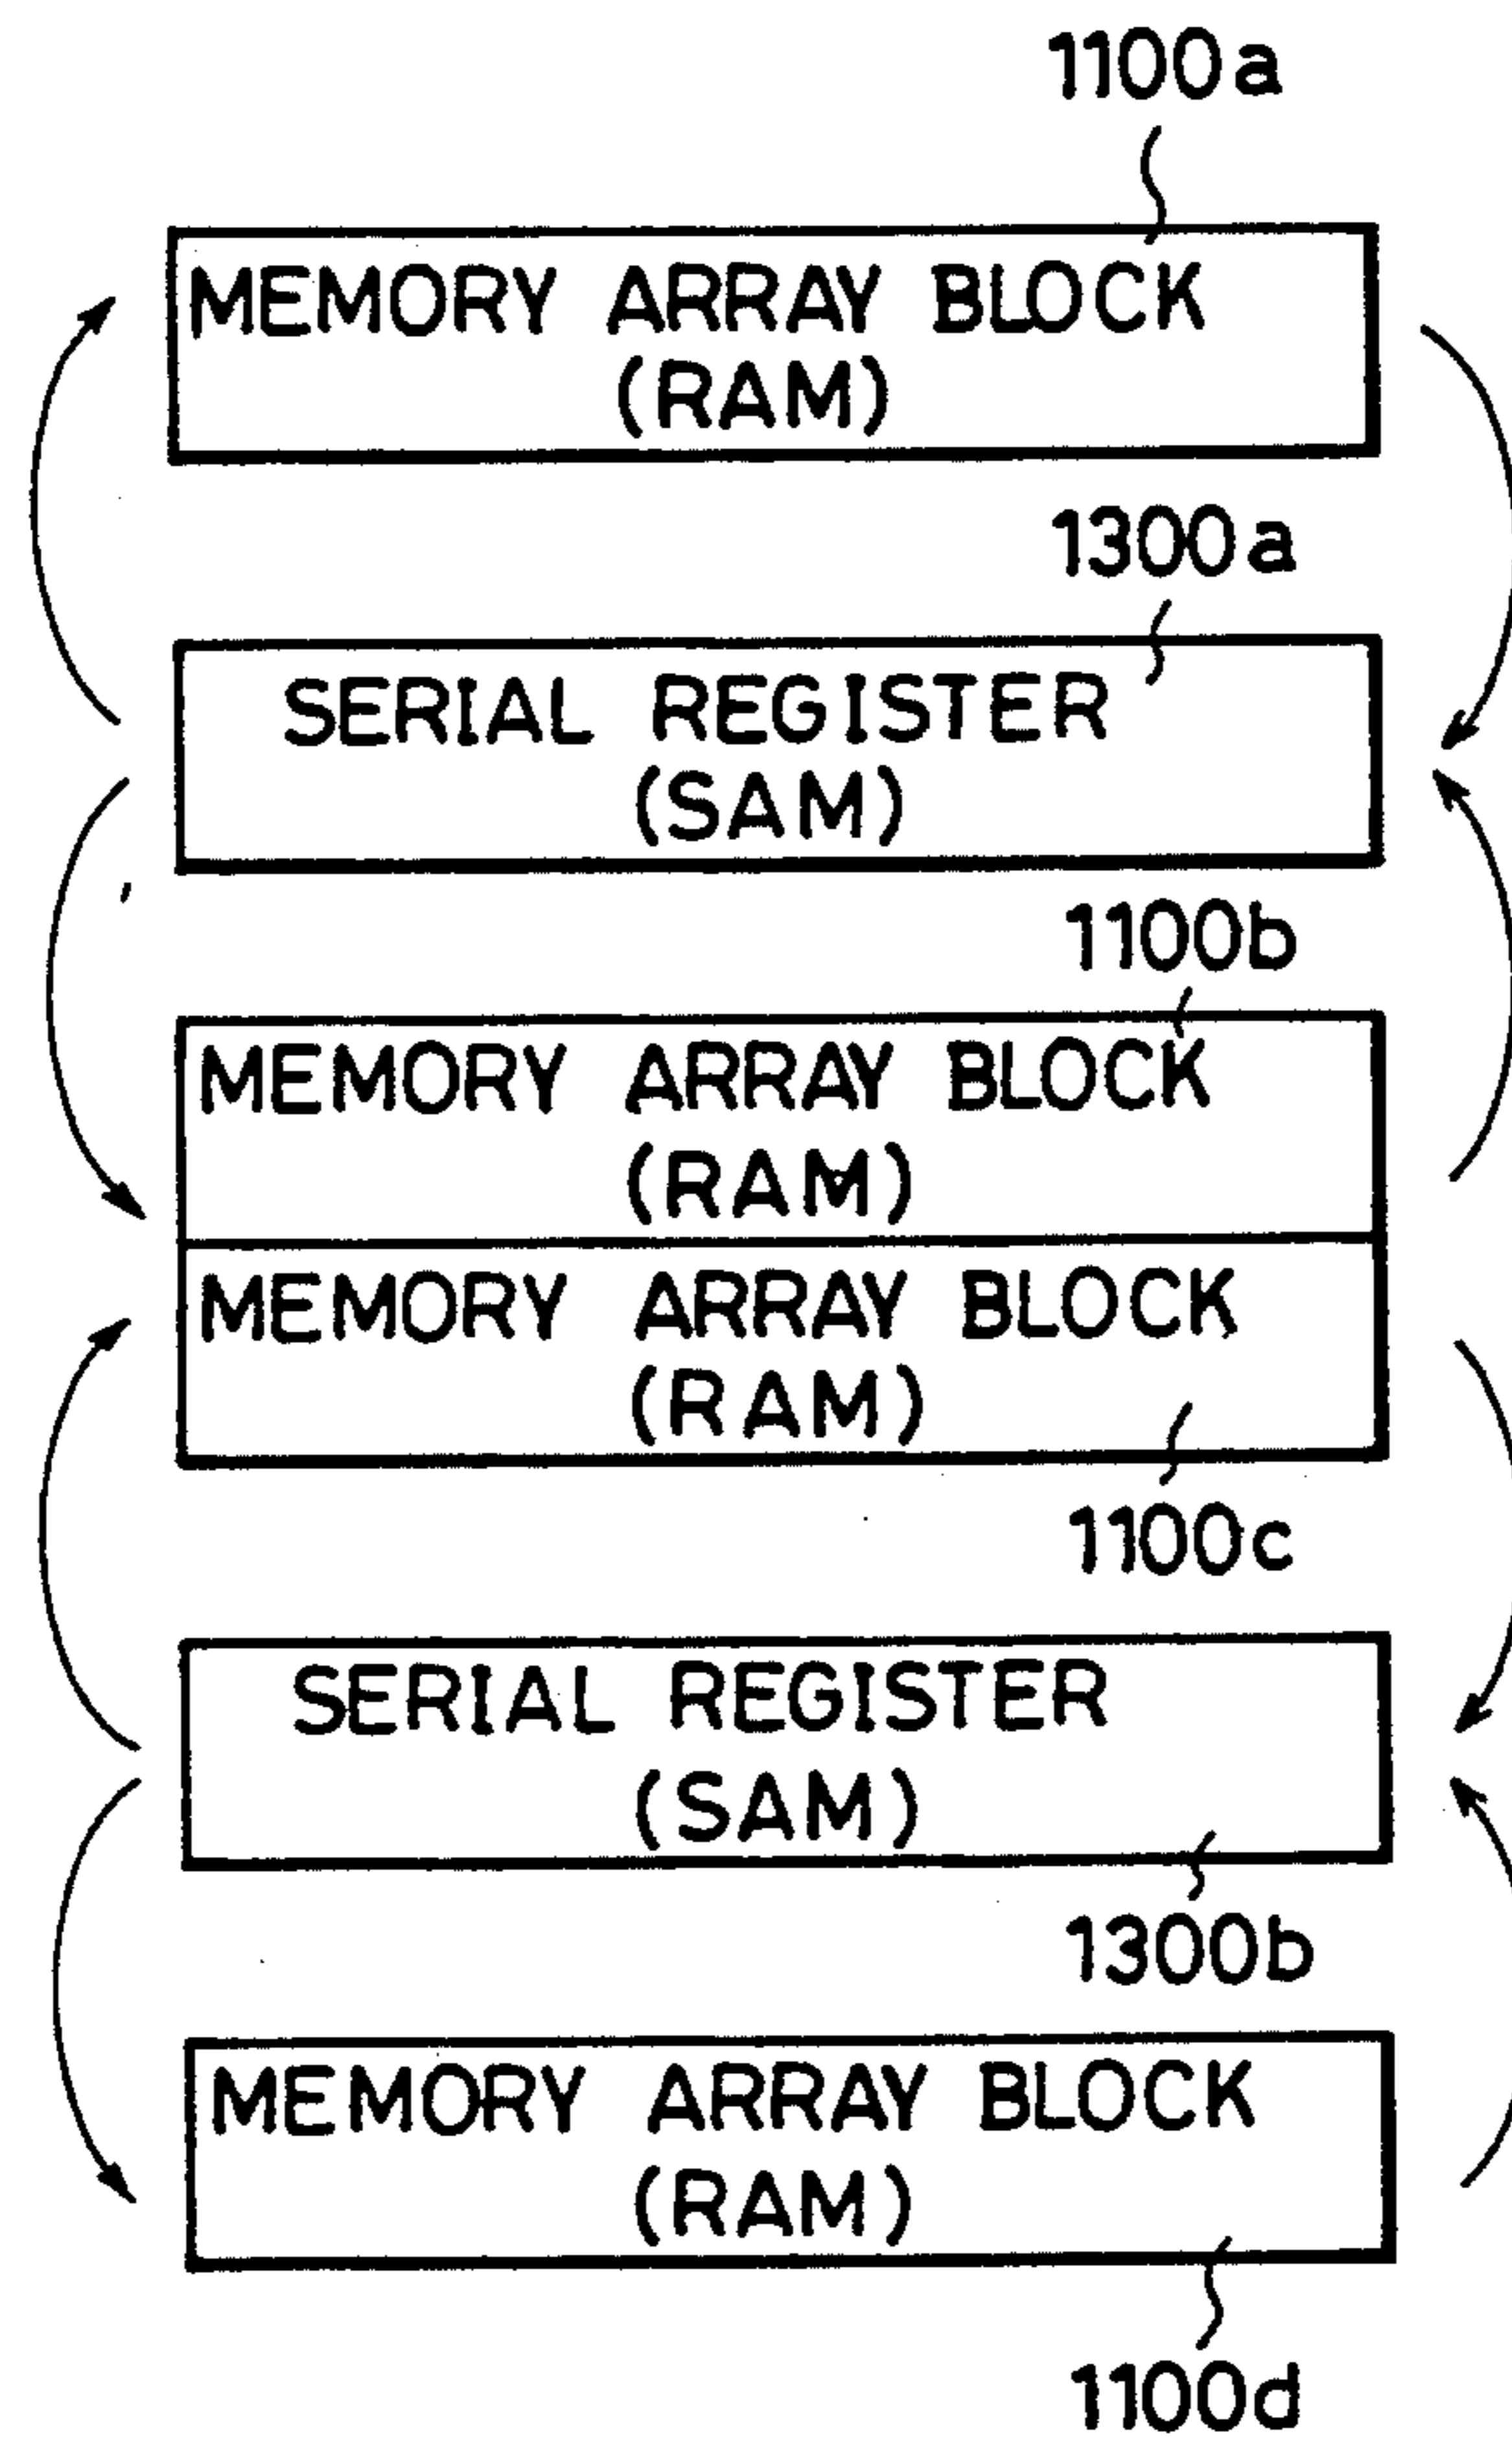 1100a
MEMORY ARRAY BLOCK
(RAM)
1300a
SERIAL REGISTER
(SAM)
1100b
MEMORY ARRAY BLOCK
(RAM)
MEMORY ARRAY BLOCK
(RAM)
1100c
SERIAL REGISTER
(SAM)
1300b
MEMORY ARRAY BLOCK
(RAM)
1100d